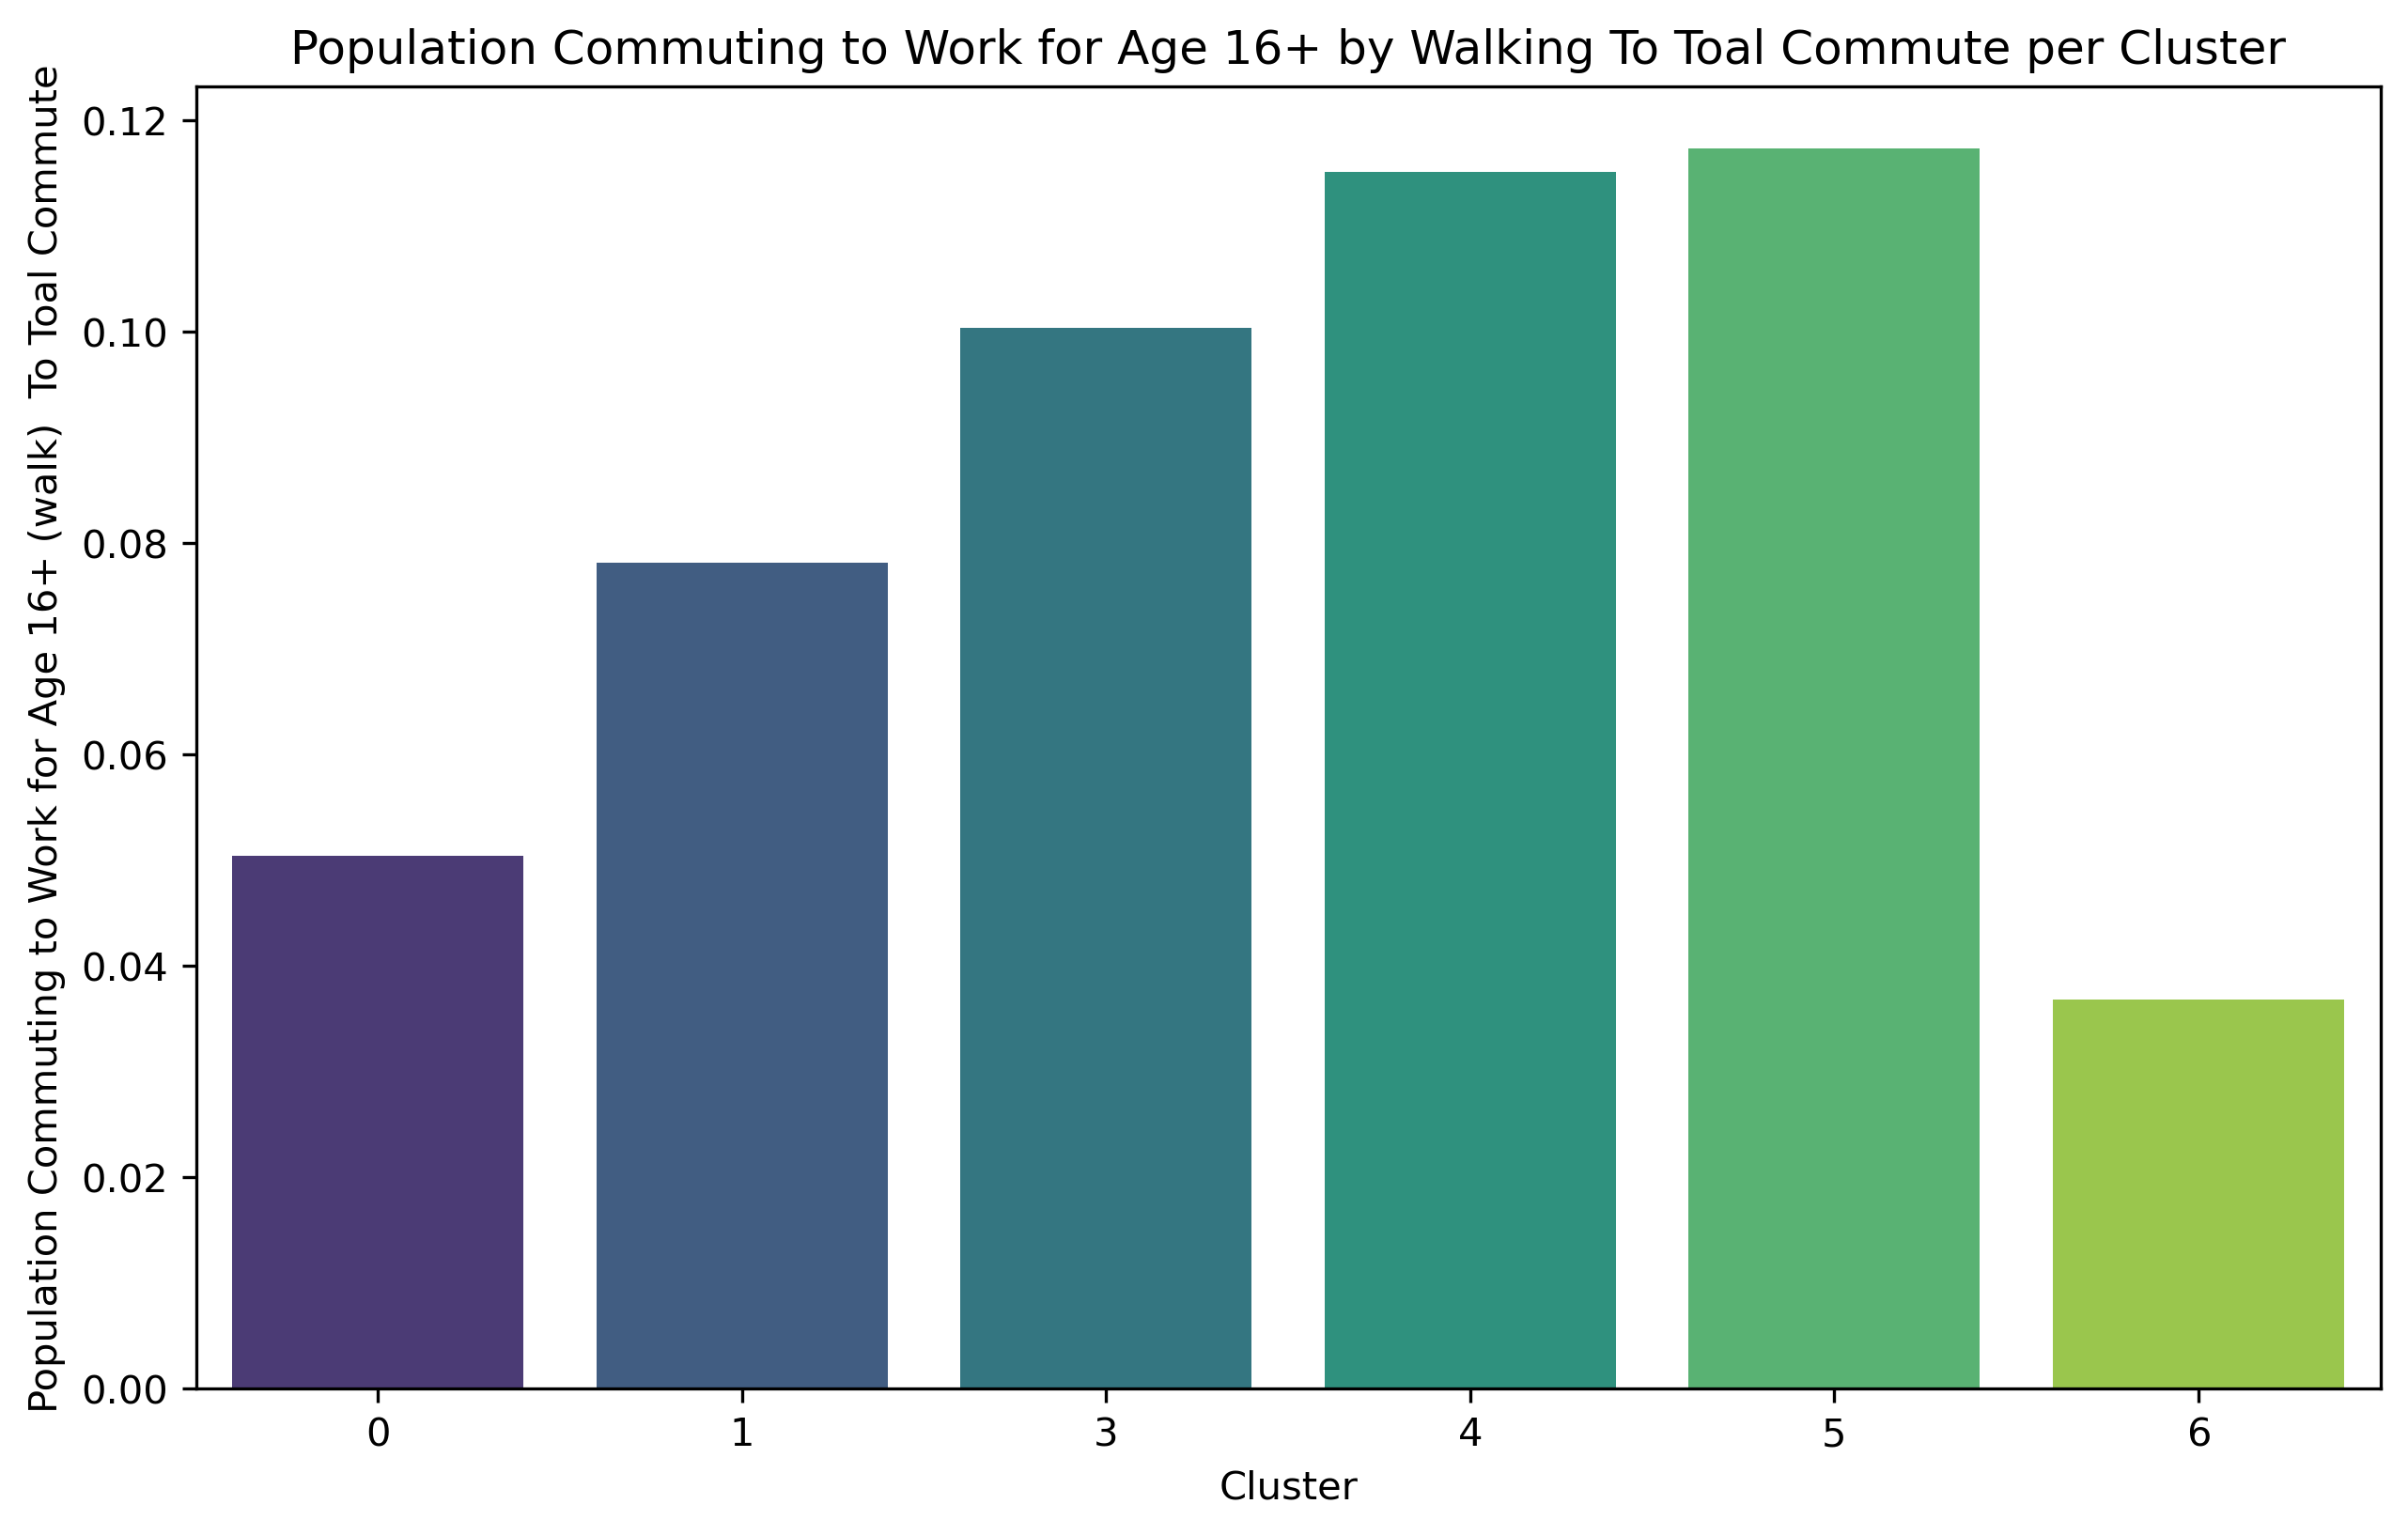 Population Commuting to Work for Age 16+ by Walking To Toal Commute per Cluster
Population Commuting to Work for Age 16+ (walk)  To Toal Commute
0.12
0.10
0.08
0.06
0.04
0.02
0.00
0 1 3 4 5 6
Cluster